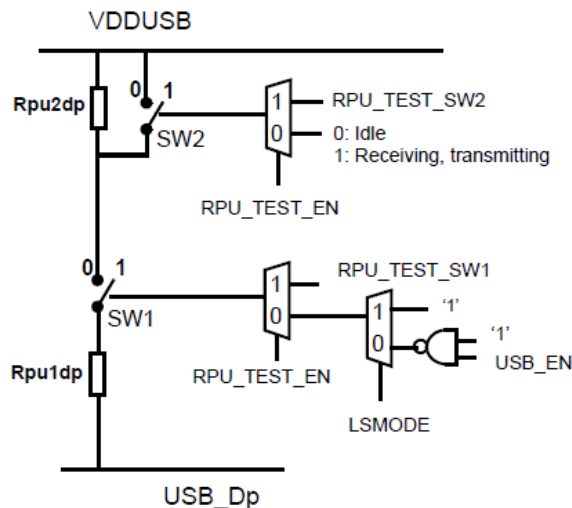 VDDUSB
Rpu2dp
0
1
SW2
1
0
RPU_TEST_SW2
0: Idle
1: Receiving, transmitting
RPU_TEST_EN
0
1
SW1
1
0
RPU_TEST_SW1
1
0
'1'
'1'
USB_EN
Rpu1dp
RPU_TEST_EN
LSMODE
USB_Dp